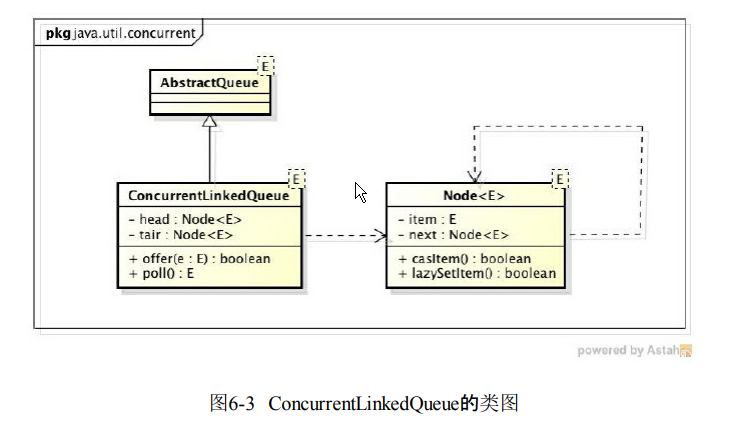 pkg java.util.concurrent
E
AbstractQueue
E
ConcurrentLinkedQueue
- head : Node<E>
- tair : Node<E>
+ offer(e : E) : boolean
+ poll() : E
E
Node<E>
- item : E
- next : Node<E>
+ casItem() : boolean
+ lazySetItem() : boolean
powered by Astah
图6-3 ConcurrentLinkedQueue的类图